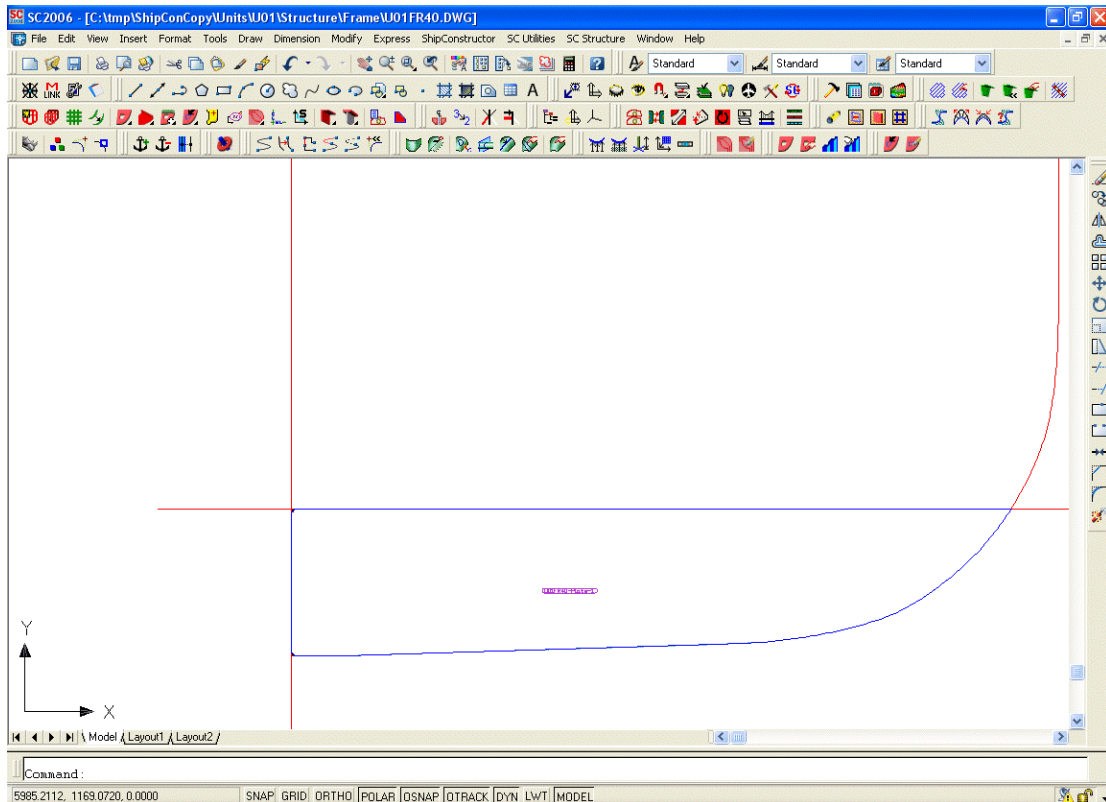 SC2006 - [C:\tmp\ShipConCopy\Units\U01\Structure\Frame\U01FR40.DWG]
File Edit View Insert Format Tools Draw Dimension Modify Express ShipConstructor SC Utilities SC Structure Window Help
Standard Standard Standard
M LINK
Y
X
Model Layout1 Layout2
Command:
5985.2112, 1169.0720, 0.0000 SNAP GRID ORTHO POLAR OSNAP OTRACK DYN LWT MODEL